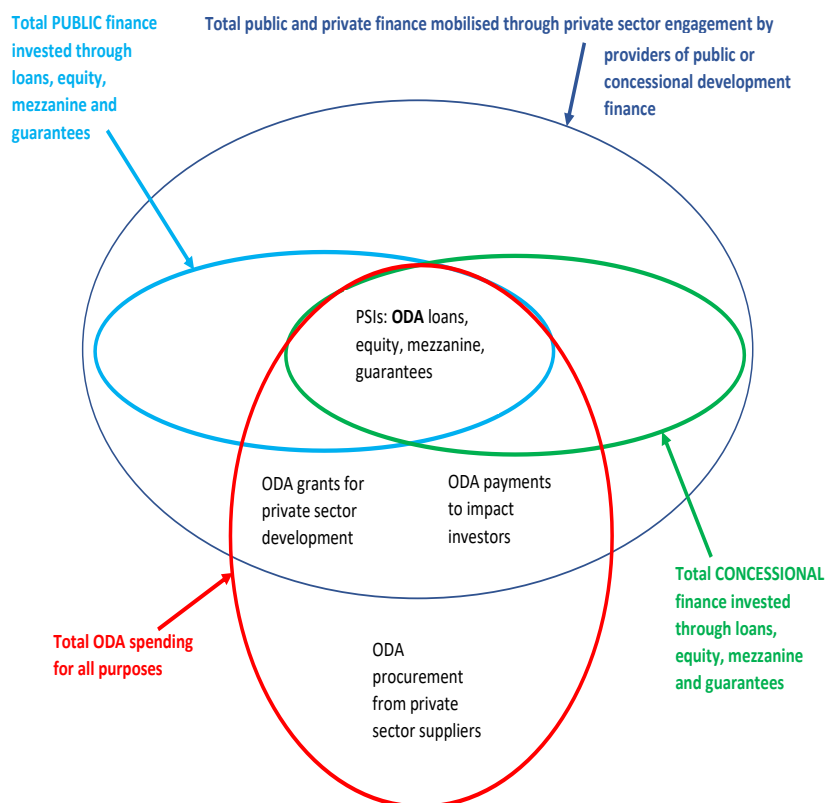 Total PUBLIC finance
invested through
loans, equity,
mezzanine and
guarantees
Total public and private finance mobilised through private sector engagement by
providers of public or
concessional development
finance
PSIs: ODA loans,
equity, mezzanine,
guarantees
ODA grants for
private sector
development
ODA payments
to impact
investors
Total CONCESSIONAL
finance invested
through loans,
equity, mezzanine
and guarantees
Total ODA spending
for all purposes
ODA
procurement
from private
sector suppliers